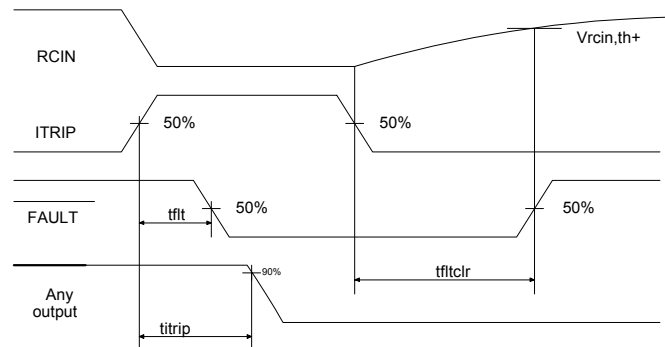 RCIN
Vrcin,th+
ITRIP
50%
50%
FAULT
tflt
50%
50%
90%
tfltclr
Any
output
titrip